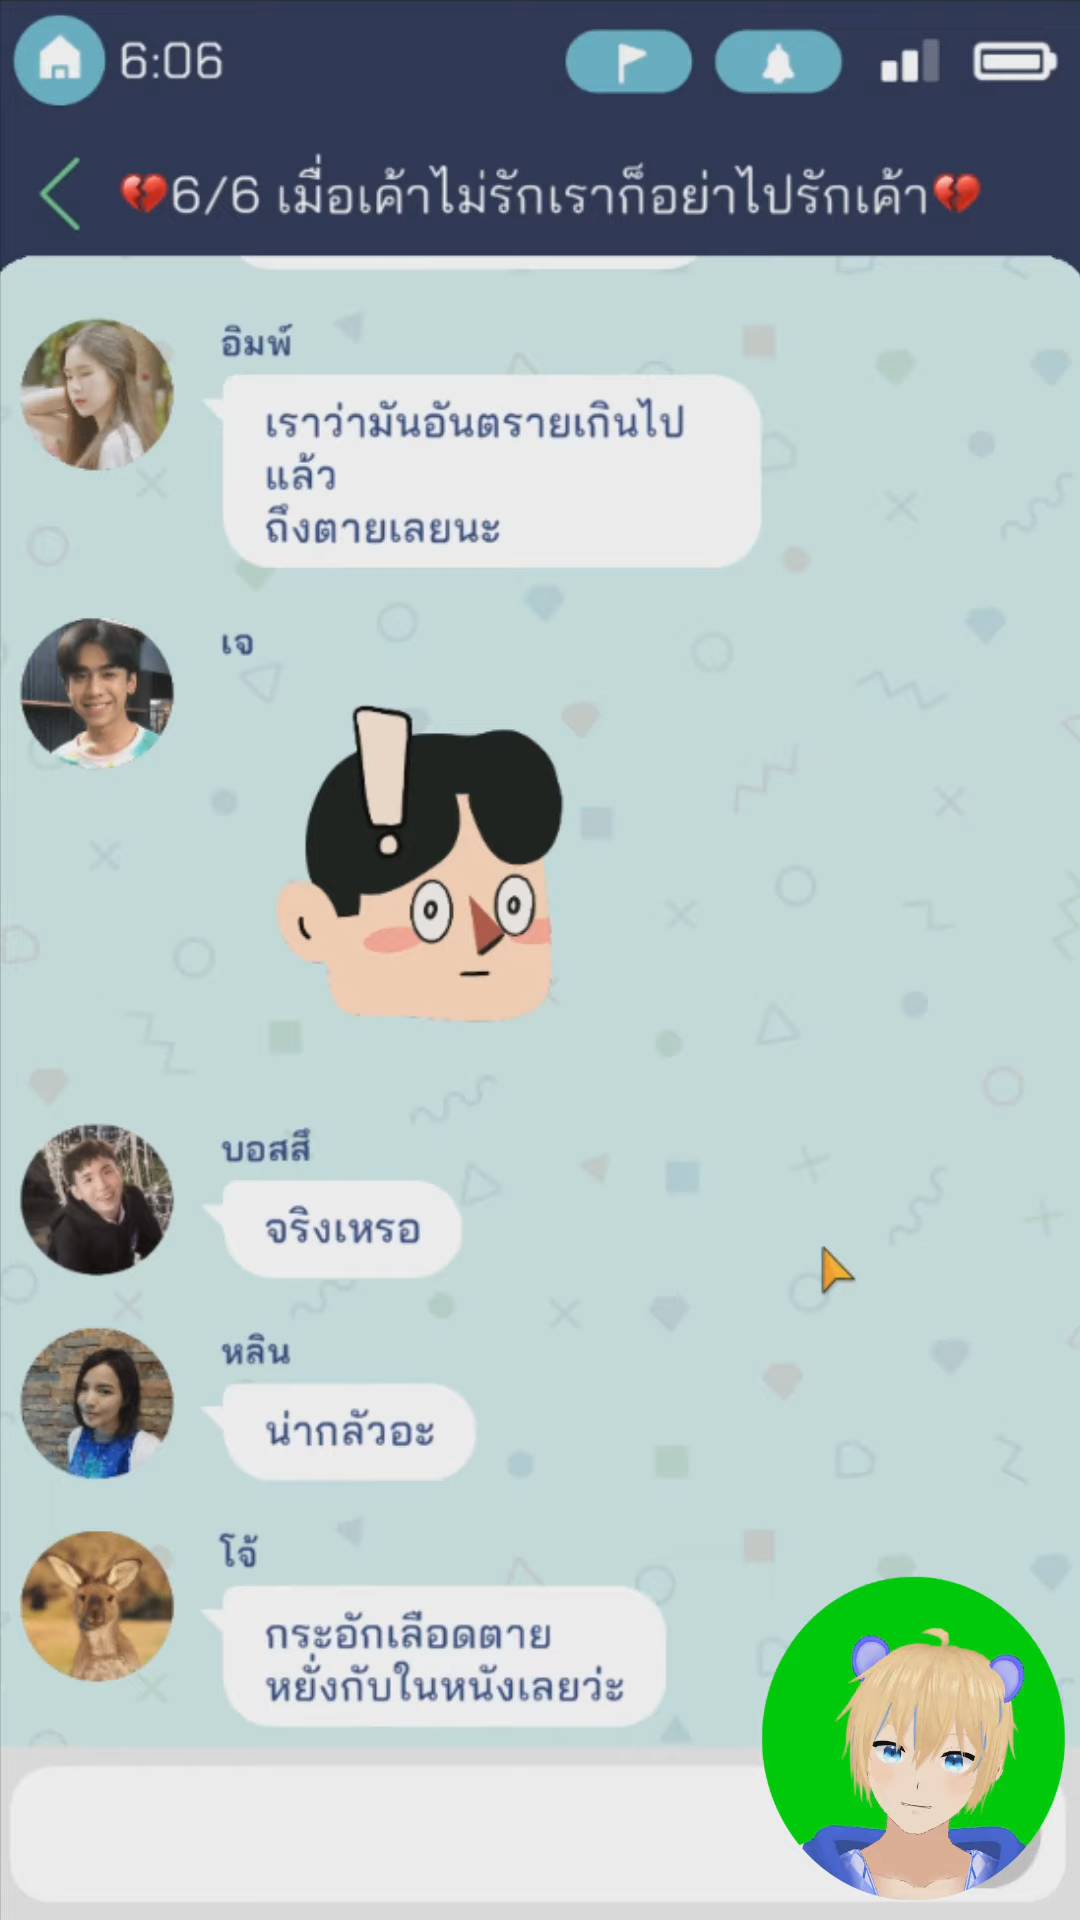 6:06
💔6/6 เมื่อเค้าไม่รักเราก็อย่าไปรักเค้า💔
อิมพ์
เราว่ามันอันตรายเกินไป
แล้ว
ถึงตายเลยนะ
เจ
บอสสึ
จริงเหรอ
หลิน
น่ากลัวอะ
โจ้
กระอักเลือดตาย
หยั่งกับในหนังเลยว่ะ